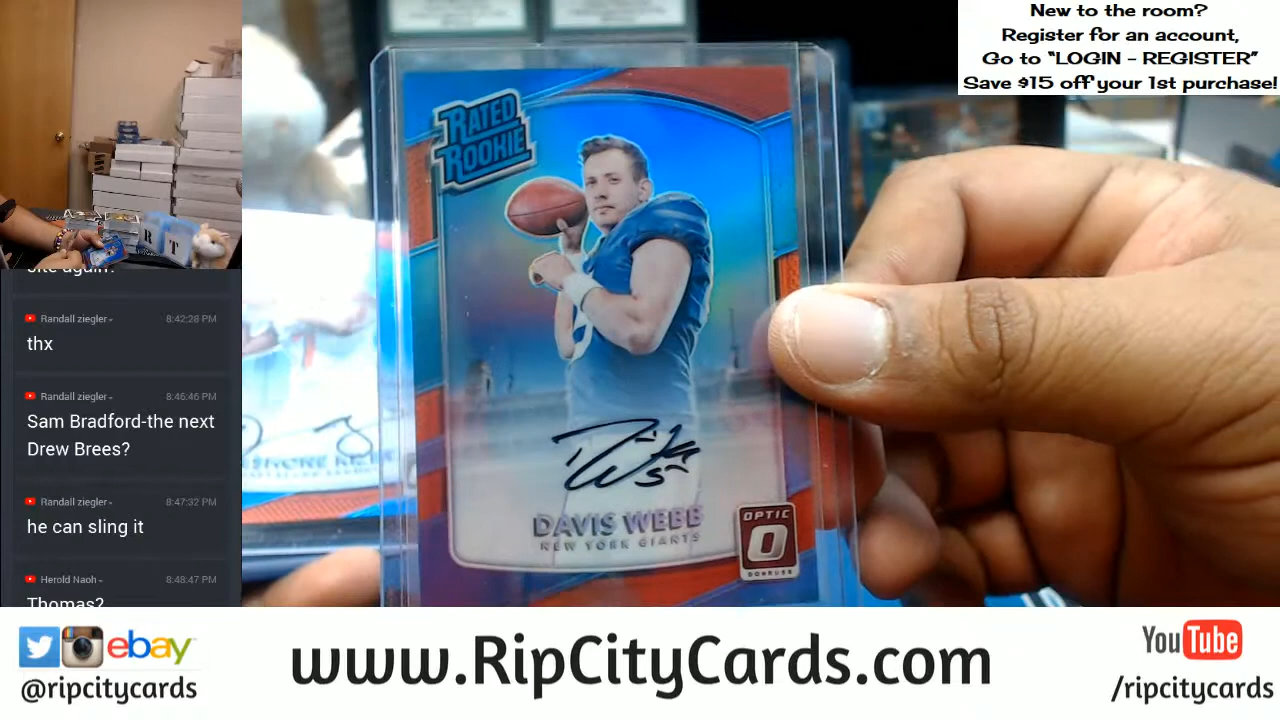 New to the room?
Register for an account,
Go to "LOGIN - REGISTER"
Save $15 off your 1st purchase!
RATED
ROOKIE
DAVIS WEBB
NEW YORK GIANTS
OPTIC
O
DONRUSS
R
T
site again?
Randall ziegler
8:42:28 PM
thx
Randall ziegler
8:46:46 PM
Sam Bradford-the next
Drew Brees?
Randall ziegler
8:47:32 PM
he can sling it
Herold Naoh
8:48:47 PM
Thomas?
ebay
@ripcitycards
www.RipCityCards.com
YouTube
/ripcitycards